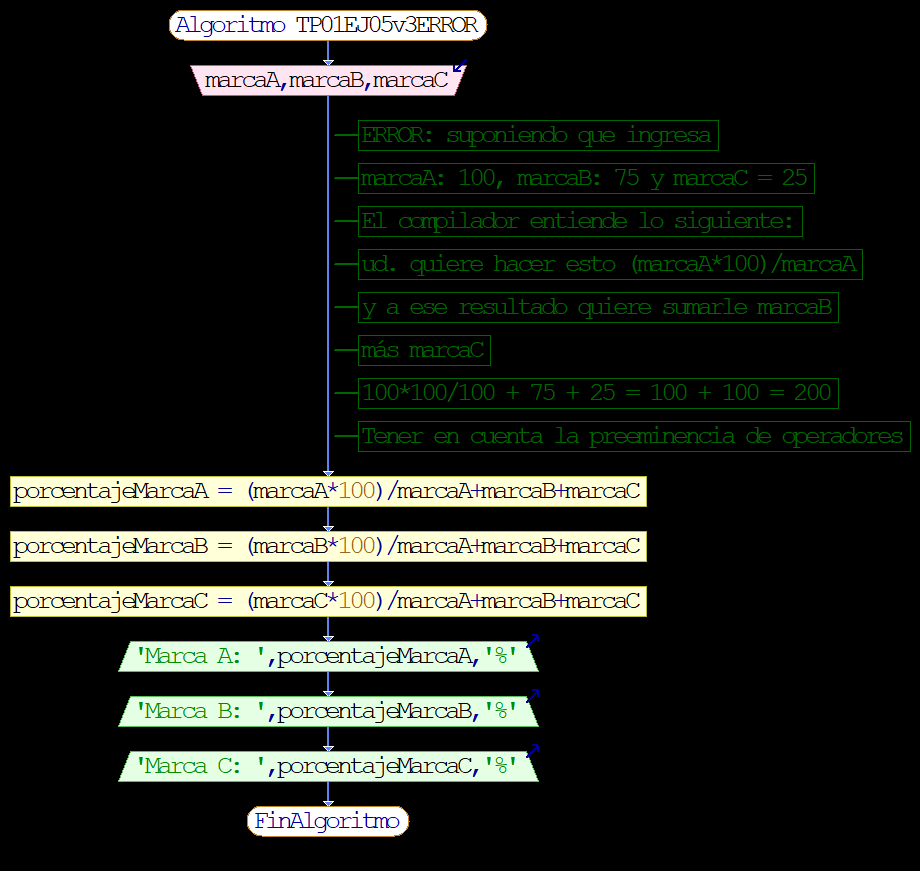 Algoritmo TP01EJ05v3ERROR
marcaA,marcaB,marcaC
ERROR: suponiendo que ingresa
marcaA: 100, marcaB: 75 y marcaC = 25
El compilador entiende lo siguiente:
ud. quiere hacer esto (marcaA*100)/marcaA
y a ese resultado quiere sumarle marcaB
más marcaC
100*100/100 + 75 + 25 = 100 + 100 = 200
Tener en cuenta la preeminencia de operadores
porcentajeMarcaA = (marcaA*100)/marcaA+marcaB+marcaC
porcentajeMarcaB = (marcaB*100)/marcaA+marcaB+marcaC
porcentajeMarcaC = (marcaC*100)/marcaA+marcaB+marcaC
'Marca A: ',porcentajeMarcaA,'%'
'Marca B: ',porcentajeMarcaB,'%'
'Marca C: ',porcentajeMarcaC,'%'
FinAlgoritmo